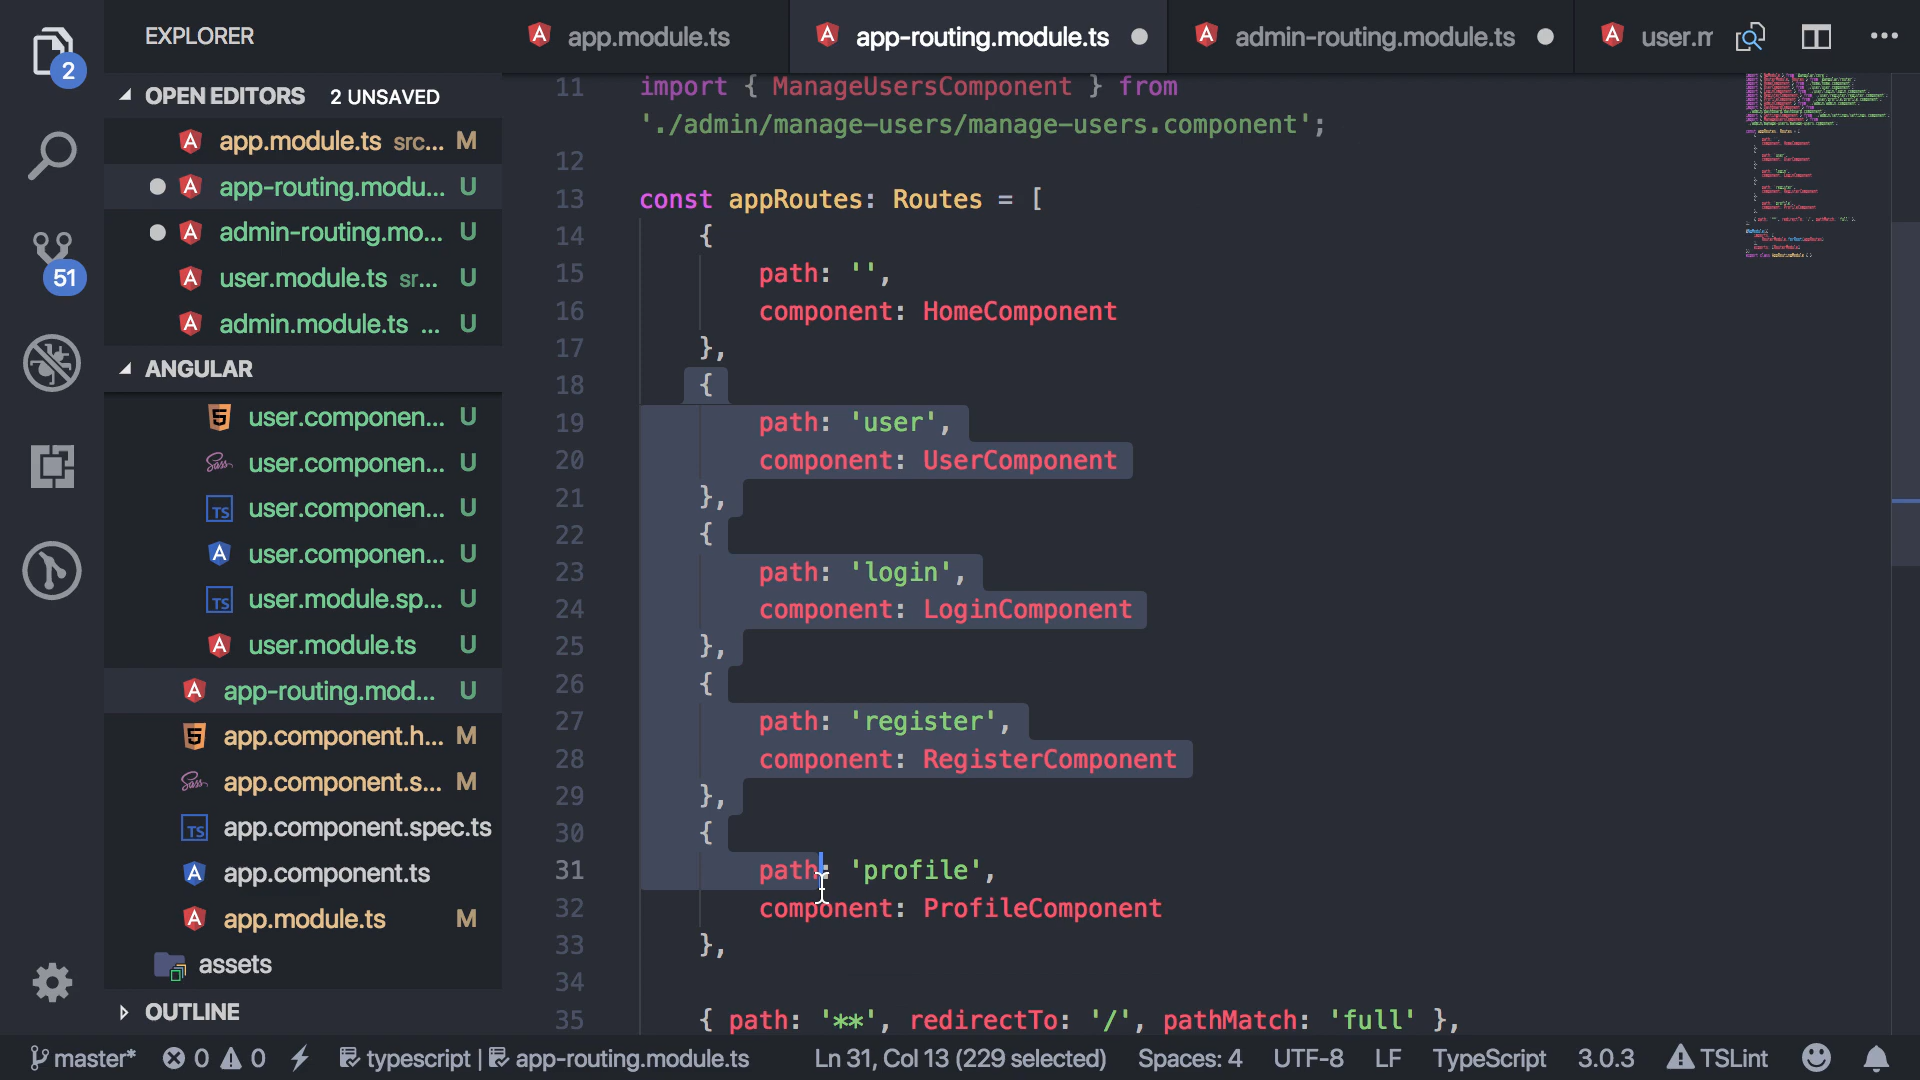 EXPLORER
app.module.ts
app-routing.module.ts
admin-routing.module.ts
user.m
2
OPEN EDITORS 2 UNSAVED
app.module.ts src... M
app-routing.modu... U
admin-routing.mo... U
user.module.ts sr... U
admin.module.ts ... U
51
ANGULAR
user.componen... U
user.componen... U
TS user.componen... U
user.componen... U
TS user.module.sp... U
user.module.ts U
app-routing.mod... U
app.component.h... M
app.component.s... M
TS app.component.spec.ts
app.component.ts
app.module.ts M
assets
OUTLINE
11 import { ManageUsersComponent } from
'./admin/manage-users/manage-users.component';
12
13 const appRoutes: Routes = [
14 {
15 path: '',
16 component: HomeComponent
17 },
18 {
19 path: 'user',
20 component: UserComponent
21 },
22 {
23 path: 'login',
24 component: LoginComponent
25 },
26 {
27 path: 'register',
28 component: RegisterComponent
29 },
30 {
31 path: 'profile',
32 component: ProfileComponent
33 },
34
35 { path: '**', redirectTo: '/', pathMatch: 'full' },
master* 0 0 typescript | app-routing.module.ts Ln 31, Col 13 (229 selected) Spaces: 4 UTF-8 LF TypeScript 3.0.3 TSLint